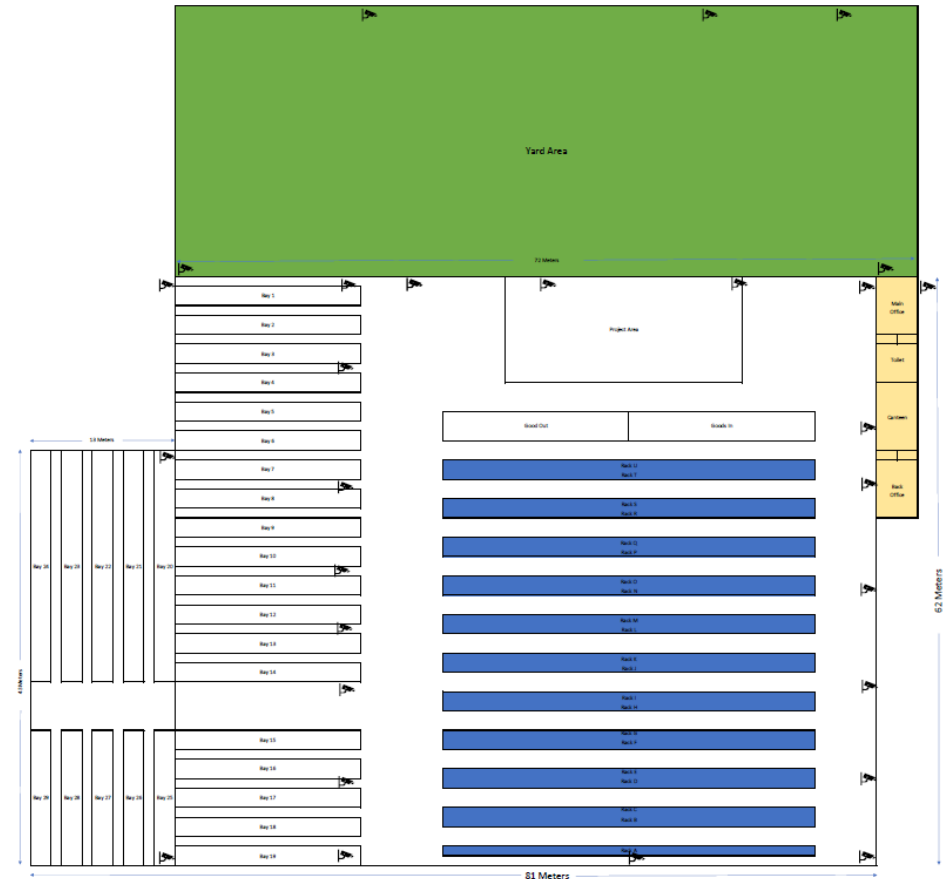 Yard Area
71 Meters
Bay 1
Bay 2
Bay 3
Bay 4
Bay 5
Bay 6
Bay 7
Bay 8
Bay 9
Bay 10
Bay 11
Bay 12
Bay 13
Bay 14
Bay 15
Bay 16
Bay 17
Bay 18
Bay 19
Project Area
Good Out
Goods In
Main
Office
Toilet
Canteen
Back
Office
13 Meters
Bay 24
Bay 23
Bay 22
Bay 21
Bay 20
Bay 29
Bay 28
Bay 27
Bay 26
Bay 25
Rack U
Rack T
Rack S
Rack R
Rack Q
Rack P
Rack O
Rack N
Rack M
Rack L
Rack K
Rack J
Rack I
Rack H
Rack F
Rack E
Rack D
Rack C
Rack B
Rack A
Meters
62 Meters
81 Meters